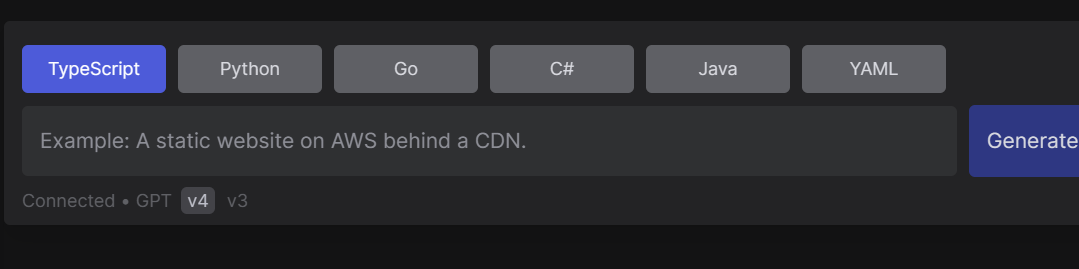 TypeScript Python Go C# Java YAML
Example: A static website on AWS behind a CDN. Generate
Connected • GPT v4 v3